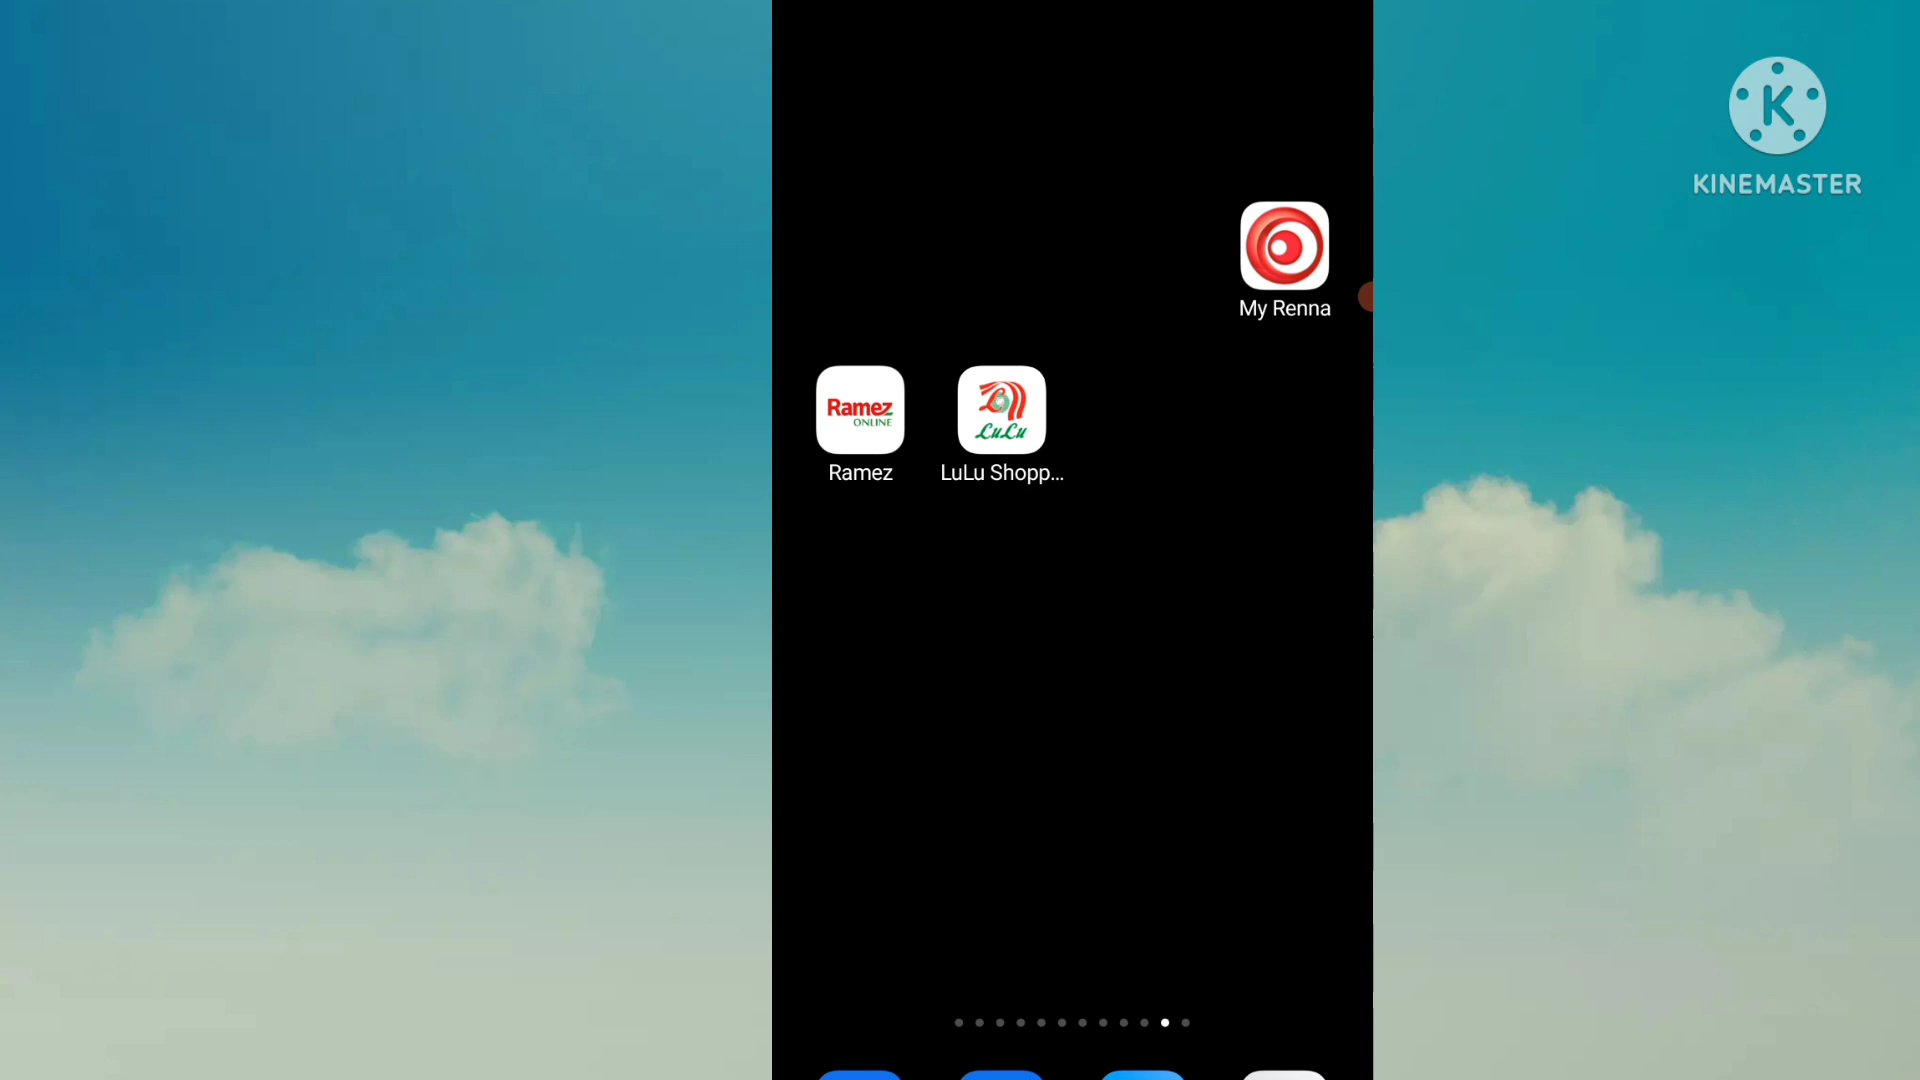 K
KINEMASTER
My Renna
Ramez
ONLINE
LuLu
Ramez
LuLu Shopp...